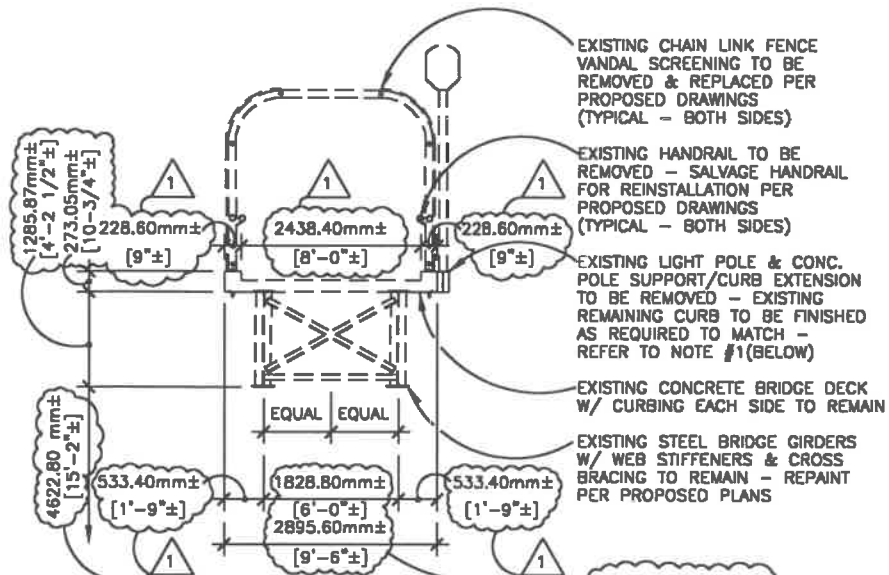 EXISTING CHAIN LINK FENCE
VANDAL SCREENING TO BE
REMOVED & REPLACED PER
PROPOSED DRAWINGS
(TYPICAL – BOTH SIDES)
EXISTING HANDRAIL TO BE
REMOVED – SALVAGE HANDRAIL
FOR REINSTALLATION PER
PROPOSED DRAWINGS
(TYPICAL – BOTH SIDES)
EXISTING LIGHT POLE & CONC.
POLE SUPPORT/CURB EXTENSION
TO BE REMOVED – EXISTING
REMAINING CURB TO BE FINISHED
AS REQUIRED TO MATCH –
REFER TO NOTE #1(BELOW)
EXISTING CONCRETE BRIDGE DECK
W/ CURBING EACH SIDE TO REMAIN
EXISTING STEEL BRIDGE GIRDERS
W/ WEB STIFFENERS & CROSS
BRACING TO REMAIN – REPAINT
PER PROPOSED PLANS
1285.87mm±
[4'-2 1/2"±]
273.05mm±
[10-3/4"±]
1
1
228.60mm±
[9"±]
2438.40mm±
[8'-0"±]
228.60mm±
[9"±]
EQUAL
EQUAL
4622.80 mm±
[15'-2"±]
533.40mm±
[1'-9"±]
1828.80mm±
[6'-0"±]
533.40mm±
[1'-9"±]
2895.60mm±
[9'-6"±]
1
1